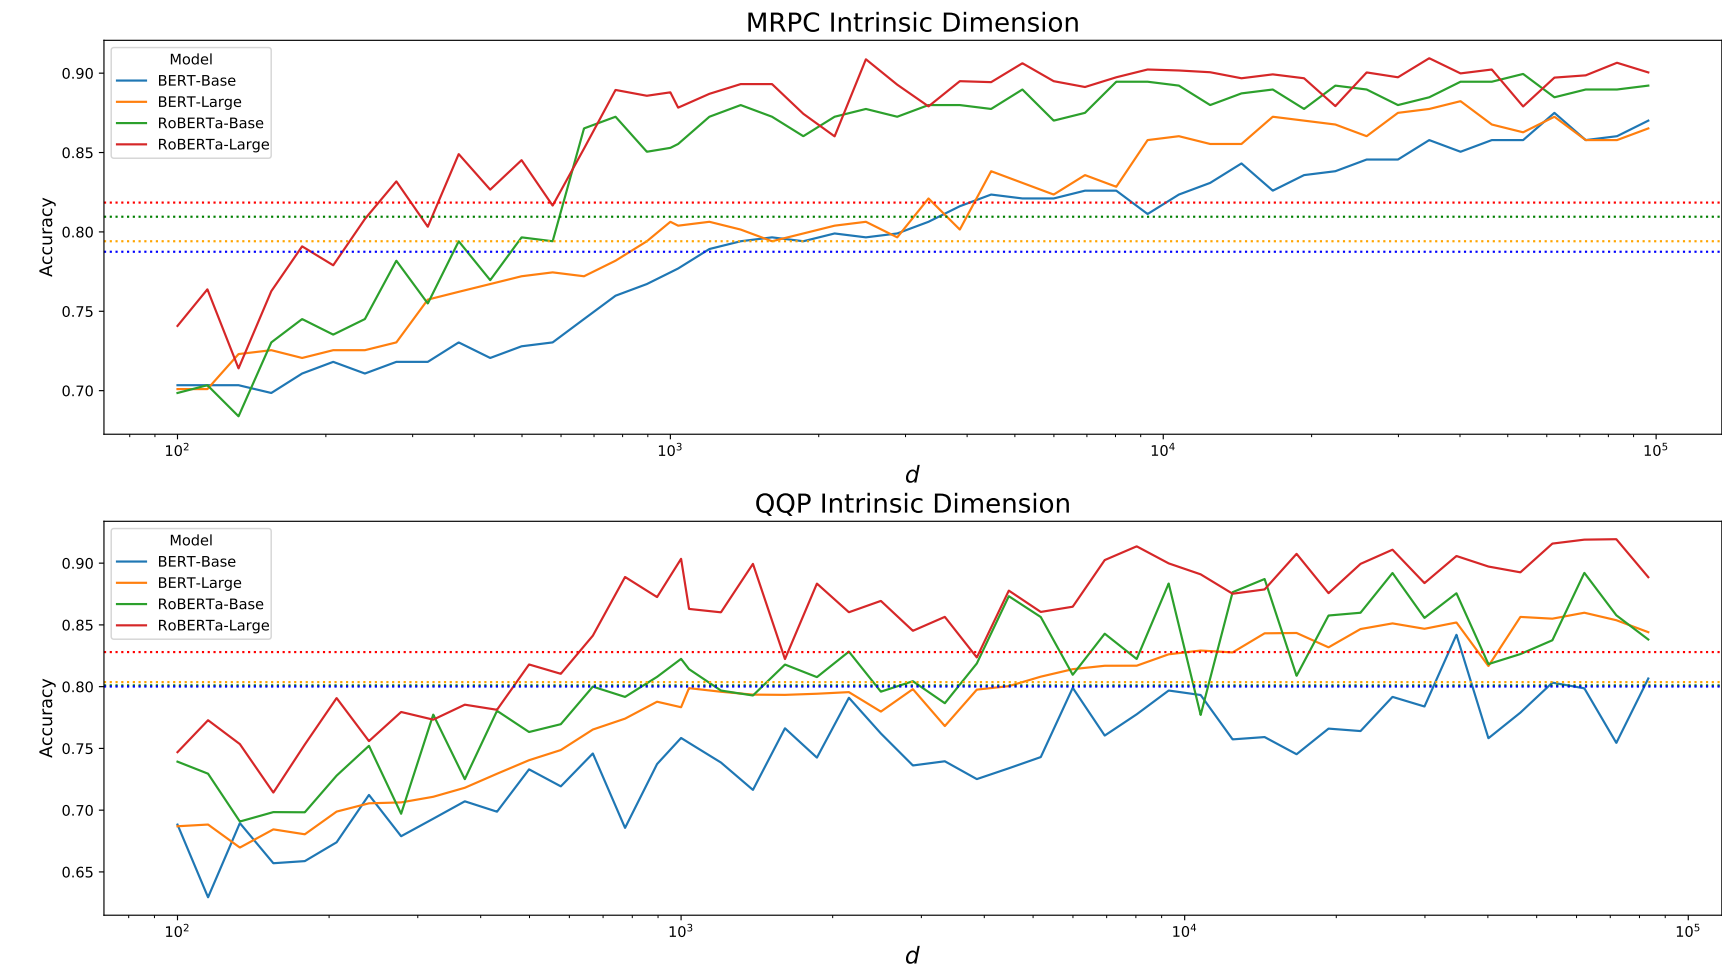 MRPC Intrinsic Dimension
Model
BERT-Base
BERT-Large
RoBERTa-Base
RoBERTa-Large
0.90
0.85
0.80
0.75
0.70
Accuracy
10²
10³
10⁴
10⁵
d
QQP Intrinsic Dimension
Model
BERT-Base
BERT-Large
RoBERTa-Base
RoBERTa-Large
0.90
0.85
0.80
0.75
0.70
0.65
Accuracy
10²
10³
10⁴
10⁵
d